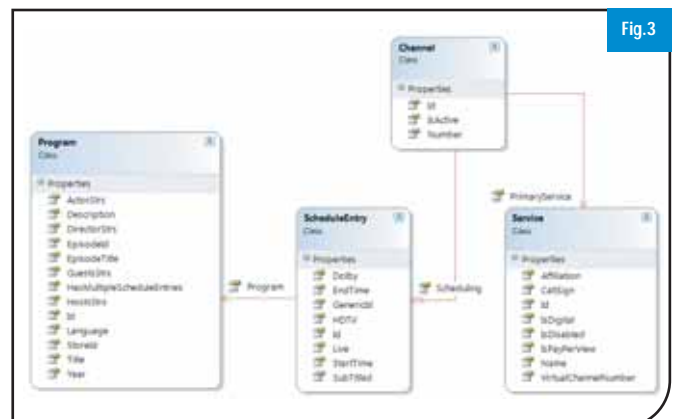 Fig.3
Channel
Class
Properties
Id
IsActive
Number
Program
Class
Properties
ActorStrs
Description
DirectorStrs
EpisodeId
EpisodeTitle
GuestsStrs
HasMultipleScheduleEntries
HostsStrs
Id
Language
StoreId
Title
Year
Program
ScheduleEntry
Class
Properties
Dolby
EndTime
GenericId
HDTV
Id
Live
StartTime
SubTitled
Scheduling
PrimaryService
Service
Class
Properties
Affiliation
CallSign
Id
IsDigital
IsDisabled
IsPayPerView
Name
VirtualChannelNumber